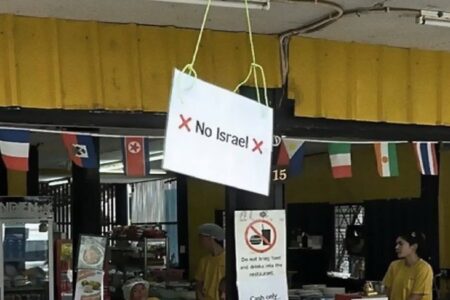 × No Israel ×
15
Do not bring food
and drinks into the
restaurant.
Cash only